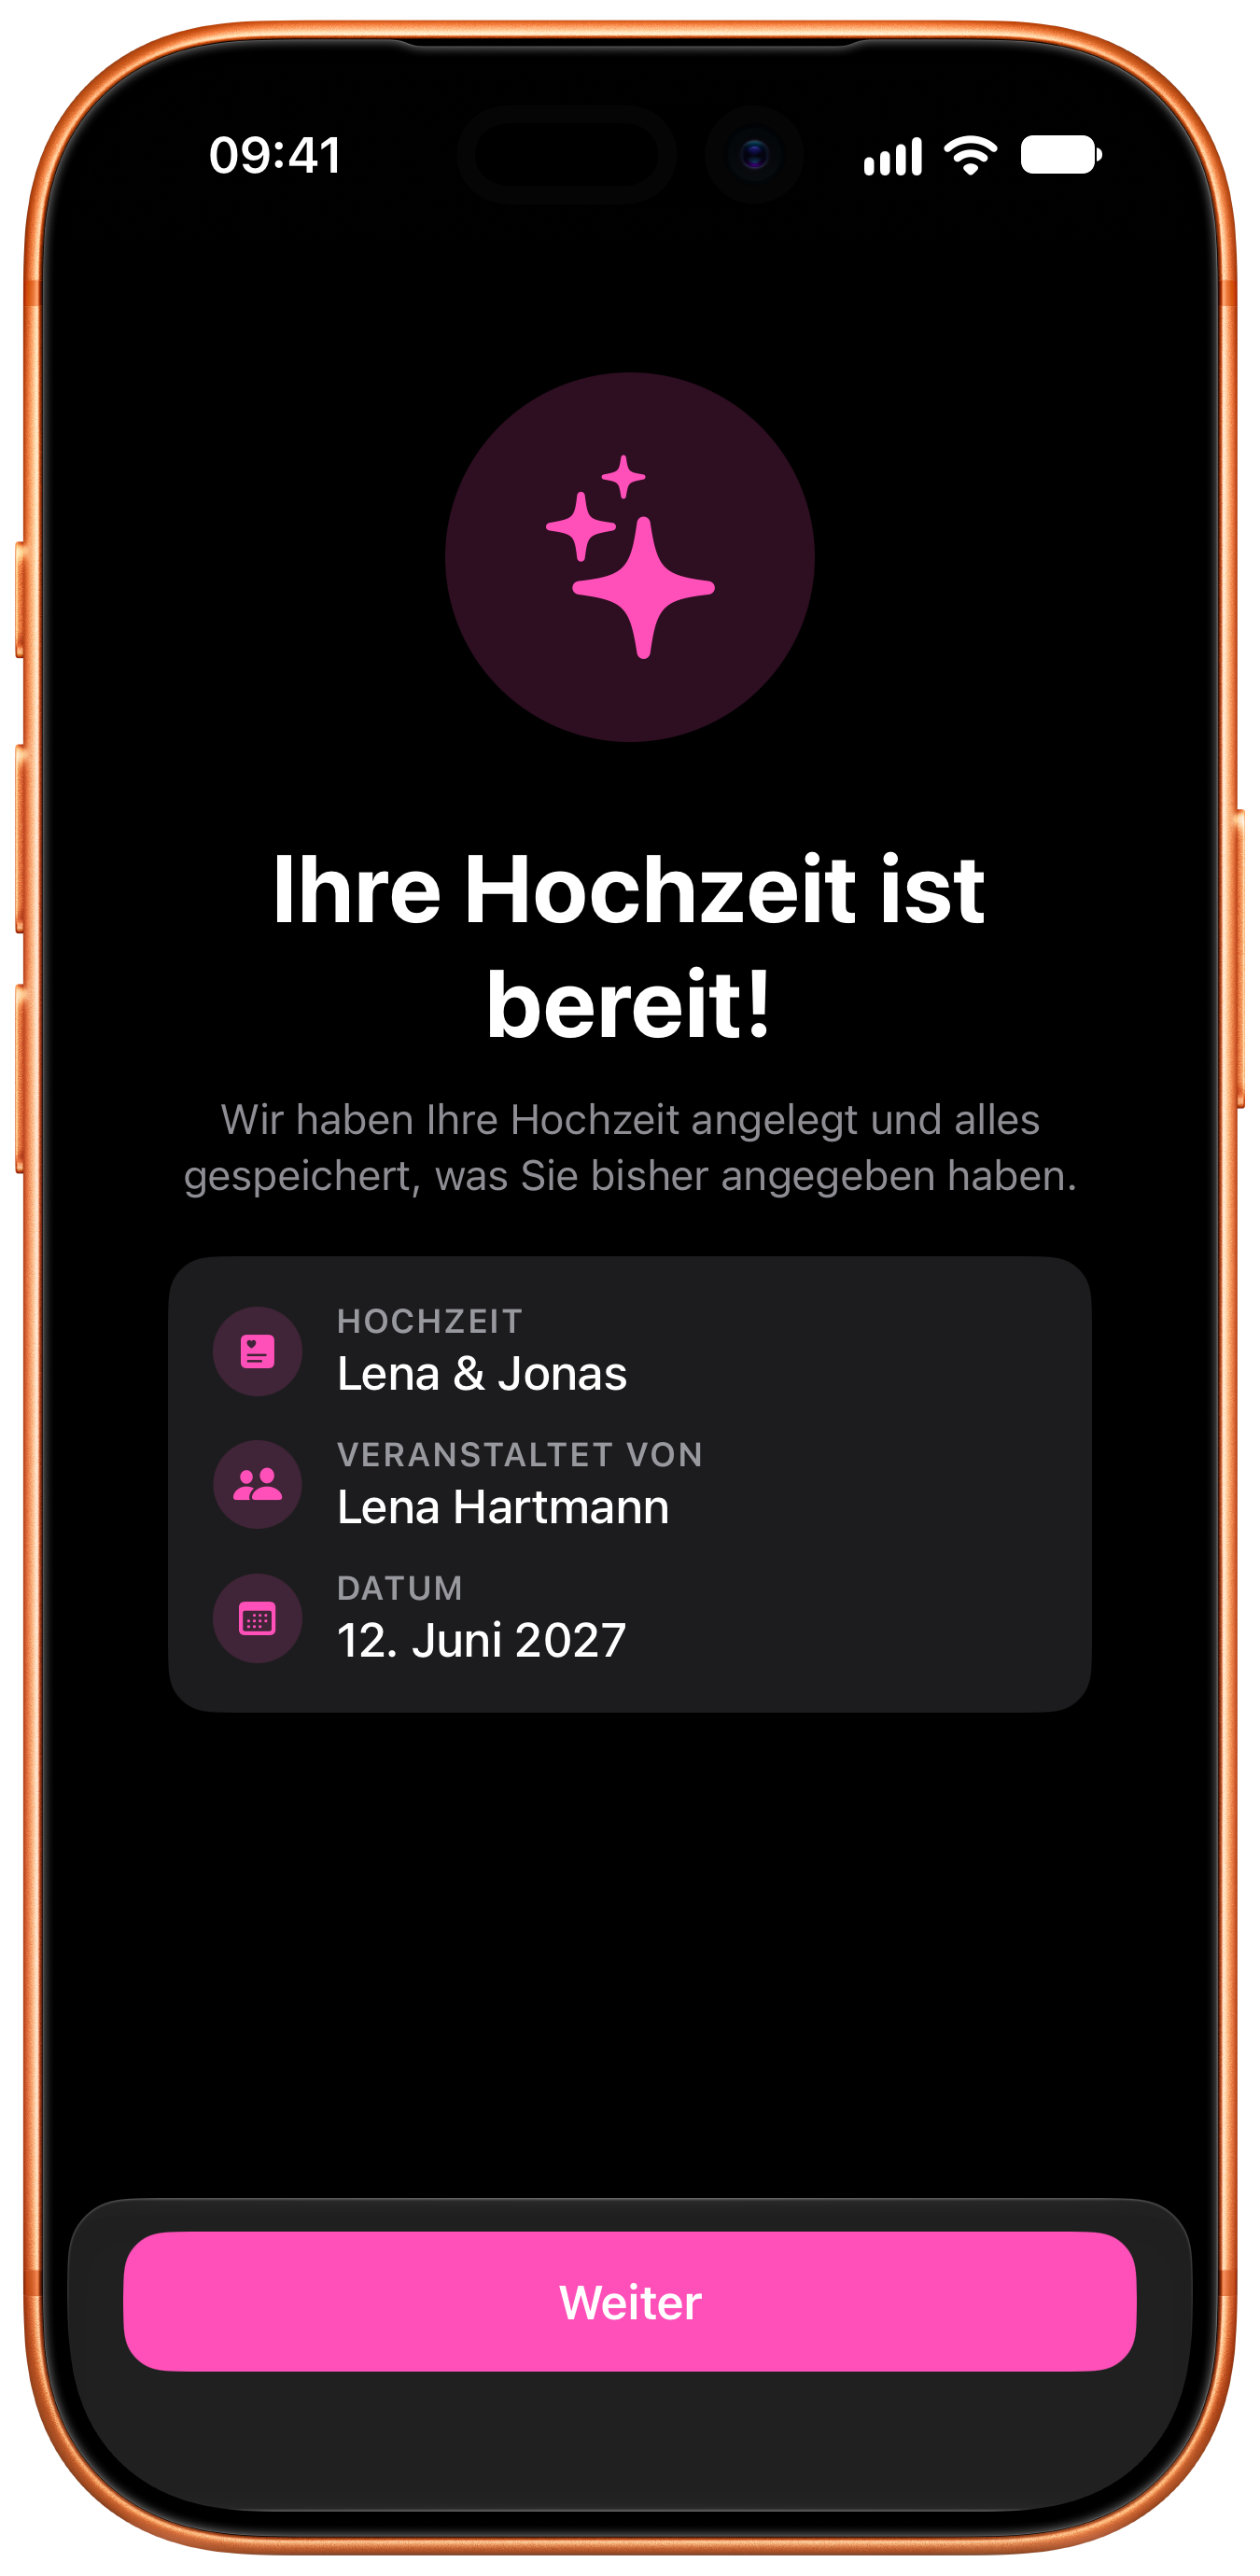 09:41
Ihre Hochzeit ist
bereit!
Wir haben Ihre Hochzeit angelegt und alles
gespeichert, was Sie bisher angegeben haben.
HOCHZEIT
Lena & Jonas
VERANSTALTET VON
Lena Hartmann
DATUM
12. Juni 2027
Weiter